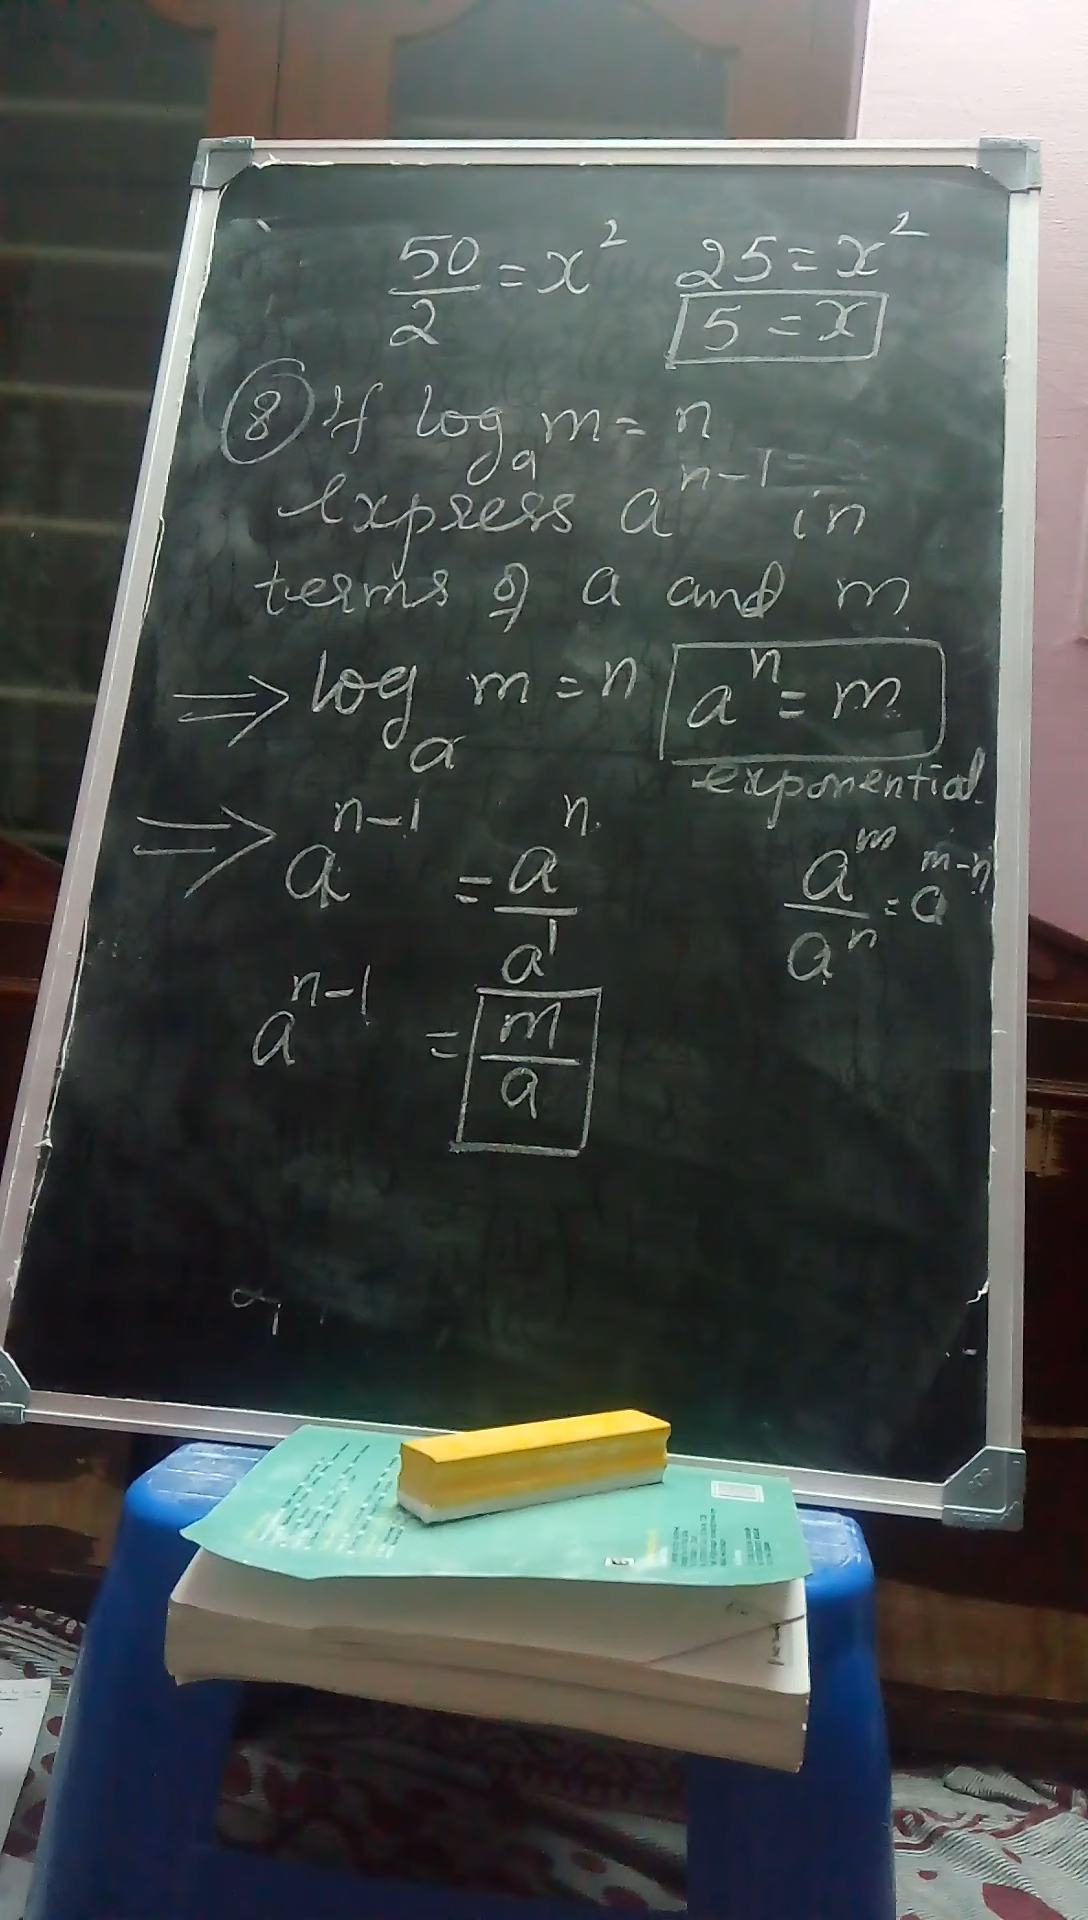 50/2 = x² 25 = x²
5 = x
⑧ If logₐ m = n
express aⁿ⁻¹ in
terms of a and m
⇒ logₐ m = n aⁿ = m
exponential
⇒ aⁿ⁻¹ = aⁿ/a¹ aᵐ/aⁿ = aᵐ⁻ⁿ
aⁿ⁻¹ = m/a